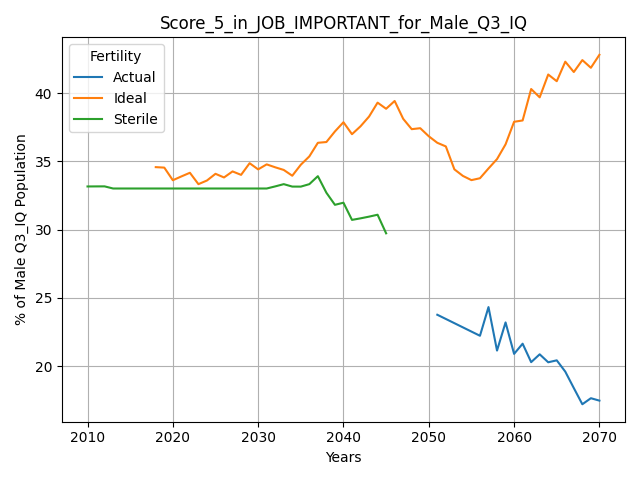 Score_5_in_JOB_IMPORTANT_for_Male_Q3_IQ
Fertility
Actual
Ideal
Sterile
% of Male Q3_IQ Population
40
35
30
25
20
2010 2020 2030 2040 2050 2060 2070
Years